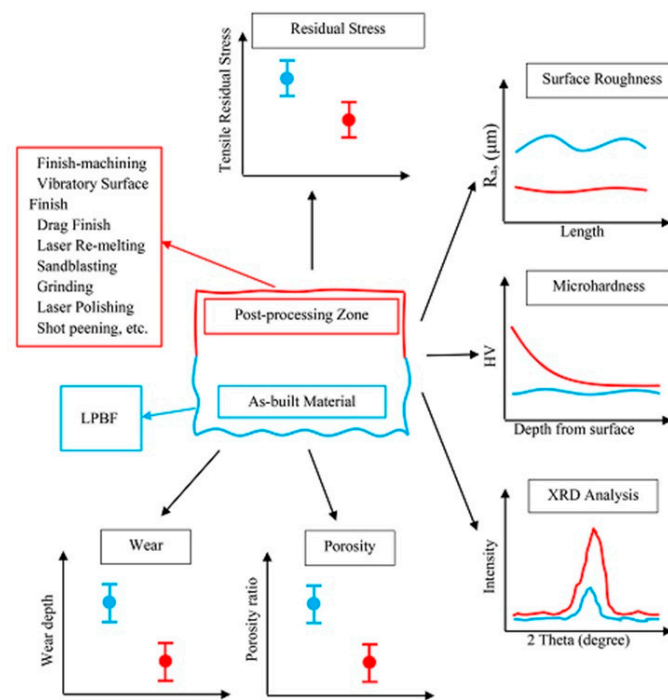 Residual Stress
Tensile Residual Stress
Surface Roughness
Ra, (μm)
Length
Finish-machining
Vibratory Surface
Finish
Drag Finish
Laser Re-melting
Sandblasting
Grinding
Laser Polishing
Shot peening, etc.
Post-processing Zone
Microhardness
HV
Depth from surface
As-built Material
LPBF
XRD Analysis
Intensity
2 Theta (degree)
Wear
Wear depth
Porosity
Porosity ratio